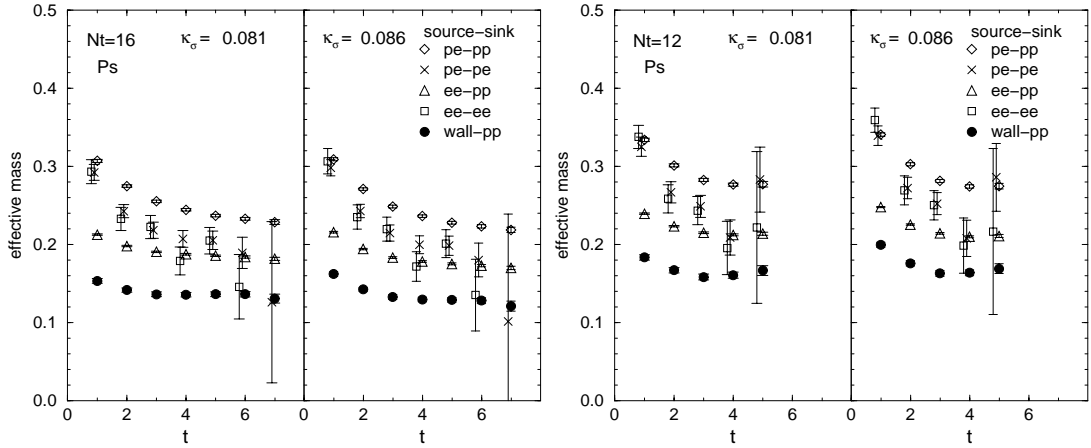 0.5
0.4
0.3
0.2
0.1
0.0
effective mass
Nt=16
κσ = 0.081
Ps
0 2 4 6
t
κσ = 0.086
source−sink
pe−pp
pe−pe
ee−pp
ee−ee
wall−pp
0 2 4 6
t
0.5
0.4
0.3
0.2
0.1
0.0
effective mass
Nt=12
κσ = 0.081
Ps
0 2 4 6
t
κσ = 0.086
source−sink
pe−pp
pe−pe
ee−pp
ee−ee
wall−pp
0 2 4 6
t